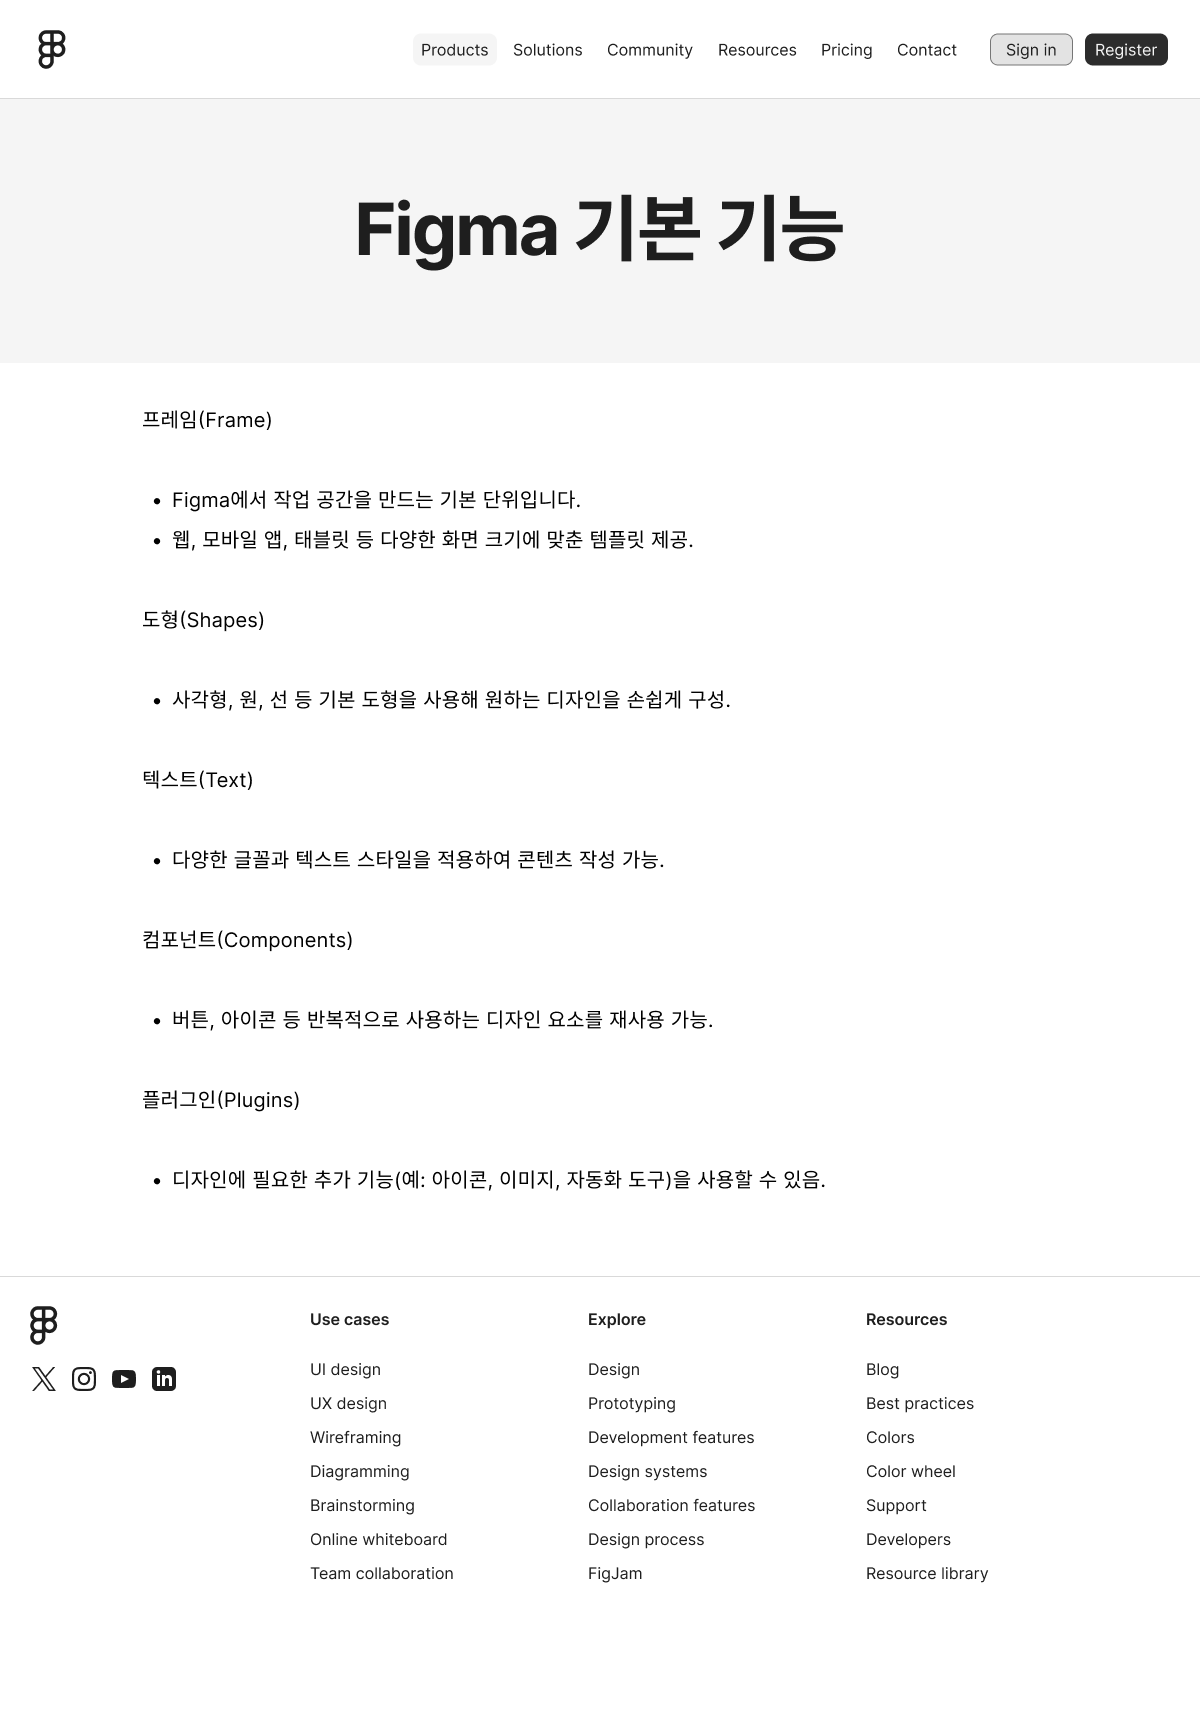 Products Solutions Community Resources Pricing Contact Sign in Register
Figma 기본 기능
프레임(Frame)
• Figma에서 작업 공간을 만드는 기본 단위입니다.
• 웹, 모바일 앱, 태블릿 등 다양한 화면 크기에 맞춘 템플릿 제공.
도형(Shapes)
• 사각형, 원, 선 등 기본 도형을 사용해 원하는 디자인을 손쉽게 구성.
텍스트(Text)
• 다양한 글꼴과 텍스트 스타일을 적용하여 콘텐츠 작성 가능.
컴포넌트(Components)
• 버튼, 아이콘 등 반복적으로 사용하는 디자인 요소를 재사용 가능.
플러그인(Plugins)
• 디자인에 필요한 추가 기능(예: 아이콘, 이미지, 자동화 도구)을 사용할 수 있음.
Use cases
UI design
UX design
Wireframing
Diagramming
Brainstorming
Online whiteboard
Team collaboration
Explore
Design
Prototyping
Development features
Design systems
Collaboration features
Design process
FigJam
Resources
Blog
Best practices
Colors
Color wheel
Support
Developers
Resource library